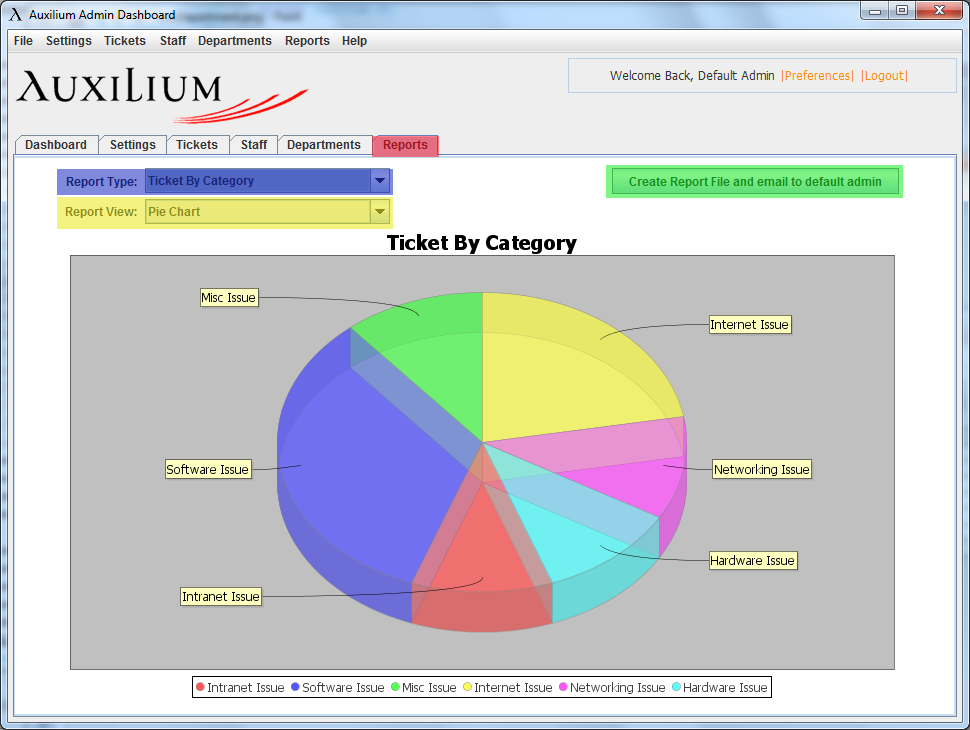 Auxilium Admin Dashboard
File Settings Tickets Staff Departments Reports Help
AUXILIUM
Welcome Back, Default Admin |Preferences| |Logout|
Dashboard Settings Tickets Staff Departments Reports
Report Type: Ticket By Category
Create Report File and email to default admin
Report View: Pie Chart
Ticket By Category
Misc Issue
Internet Issue
Software Issue
Networking Issue
Hardware Issue
Intranet Issue
Intranet Issue Software Issue Misc Issue Internet Issue Networking Issue Hardware Issue